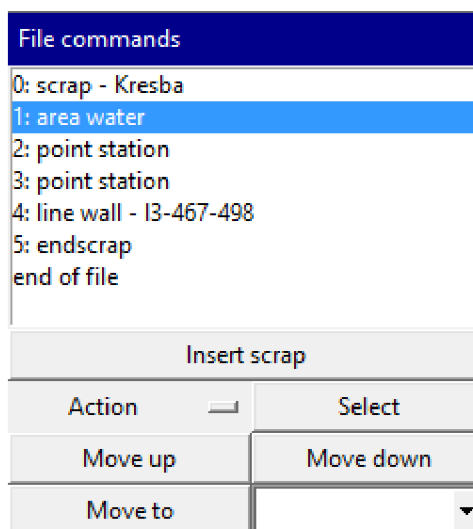 File commands
0: scrap - Kresba
1: area water
2: point station
3: point station
4: line wall - l3-467-498
5: endscrap
end of file
Insert scrap
Action Select
Move up Move down
Move to